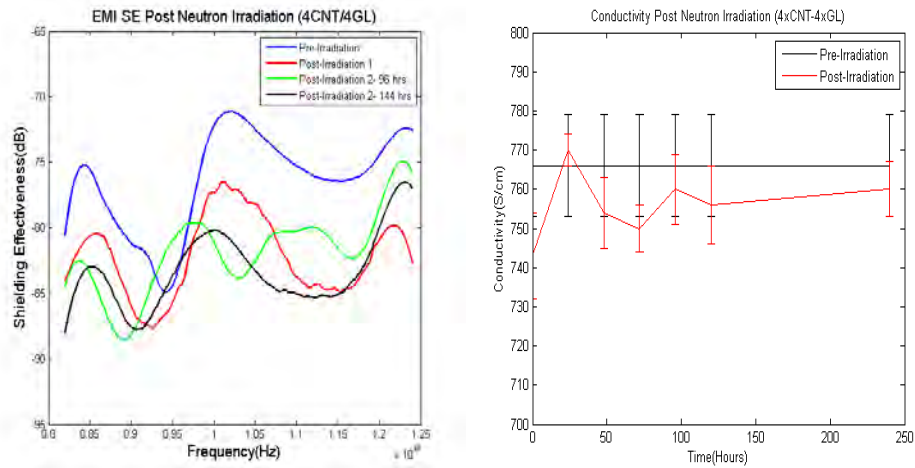 EMI SE Post Neutron Irradiation (4CNT/4GL)
Pre-Irradiation
Post-Irradiation 1
Post-Irradiation 2- 96 hrs
Post-Irradiation 2- 144 hrs
-65
-70
-75
-80
-85
-90
-95
Shielding Effectiveness(dB)
0.8 0.85 0.9 0.95 1.0 1.05 1.1 1.15 1.2 1.25
Frequency(Hz)
Conductivity Post Neutron Irradiation (4xCNT-4xGL)
Pre-Irradiation
Post-Irradiation
800
790
780
770
760
750
740
730
720
710
700
Conductivity(S/cm)
0 50 100 150 200 250
Time(Hours)